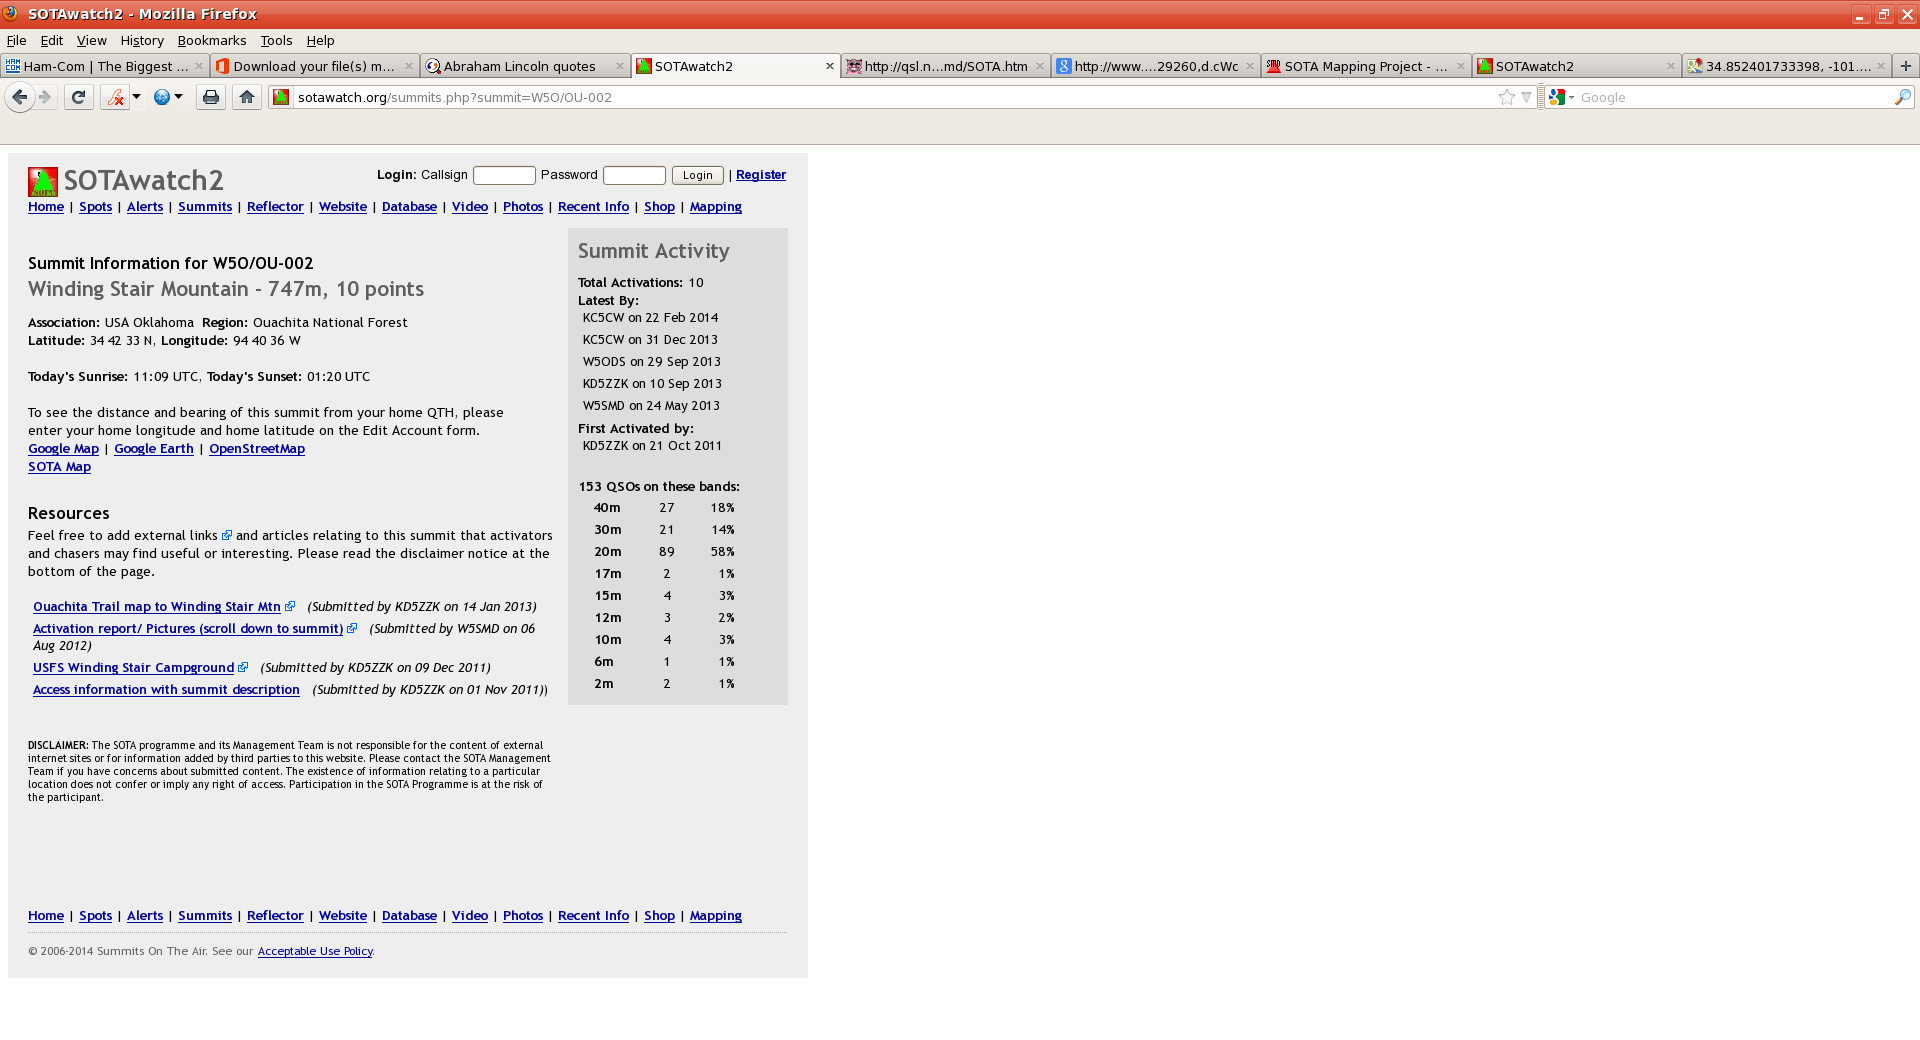 SOTAwatch2 - Mozilla Firefox
File Edit View History Bookmarks Tools Help
Ham-Com | The Biggest ... Download your file(s) m... Abraham Lincoln quotes SOTAwatch2 http://qsl.n...md/SOTA.htm http://www....29260,d.cWc SOTA Mapping Project - ... SOTAwatch2 34.852401733398, -101....
sotawatch.org/summits.php?summit=W5O/OU-002 Google
SOTAwatch2 Login: Callsign Password Login | Register
Home | Spots | Alerts | Summits | Reflector | Website | Database | Video | Photos | Recent Info | Shop | Mapping
Summit Information for W5O/OU-002
Winding Stair Mountain - 747m, 10 points
Association: USA Oklahoma Region: Ouachita National Forest
Latitude: 34 42 33 N, Longitude: 94 40 36 W
Today's Sunrise: 11:09 UTC, Today's Sunset: 01:20 UTC
To see the distance and bearing of this summit from your home QTH, please
enter your home longitude and home latitude on the Edit Account form.
Google Map | Google Earth | OpenStreetMap
SOTA Map
Resources
Feel free to add external links and articles relating to this summit that activators
and chasers may find useful or interesting. Please read the disclaimer notice at the
bottom of the page.
Ouachita Trail map to Winding Stair Mtn (Submitted by KD5ZZK on 14 Jan 2013)
Activation report/ Pictures (scroll down to summit) (Submitted by W5SMD on 06
Aug 2012)
USFS Winding Stair Campground (Submitted by KD5ZZK on 09 Dec 2011)
Access information with summit description (Submitted by KD5ZZK on 01 Nov 2011))
DISCLAIMER: The SOTA programme and its Management Team is not responsible for the content of external
internet sites or for information added by third parties to this website. Please contact the SOTA Management
Team if you have concerns about submitted content. The existence of information relating to a particular
location does not confer or imply any right of access. Participation in the SOTA Programme is at the risk of
the participant.
Summit Activity
Total Activations: 10
Latest By:
KC5CW on 22 Feb 2014
KC5CW on 31 Dec 2013
W5ODS on 29 Sep 2013
KD5ZZK on 10 Sep 2013
W5SMD on 24 May 2013
First Activated by:
KD5ZZK on 21 Oct 2011
153 QSOs on these bands:
40m 27 18%
30m 21 14%
20m 89 58%
17m 2 1%
15m 4 3%
12m 3 2%
10m 4 3%
6m 1 1%
2m 2 1%
Home | Spots | Alerts | Summits | Reflector | Website | Database | Video | Photos | Recent Info | Shop | Mapping
© 2006-2014 Summits On The Air. See our Acceptable Use Policy.